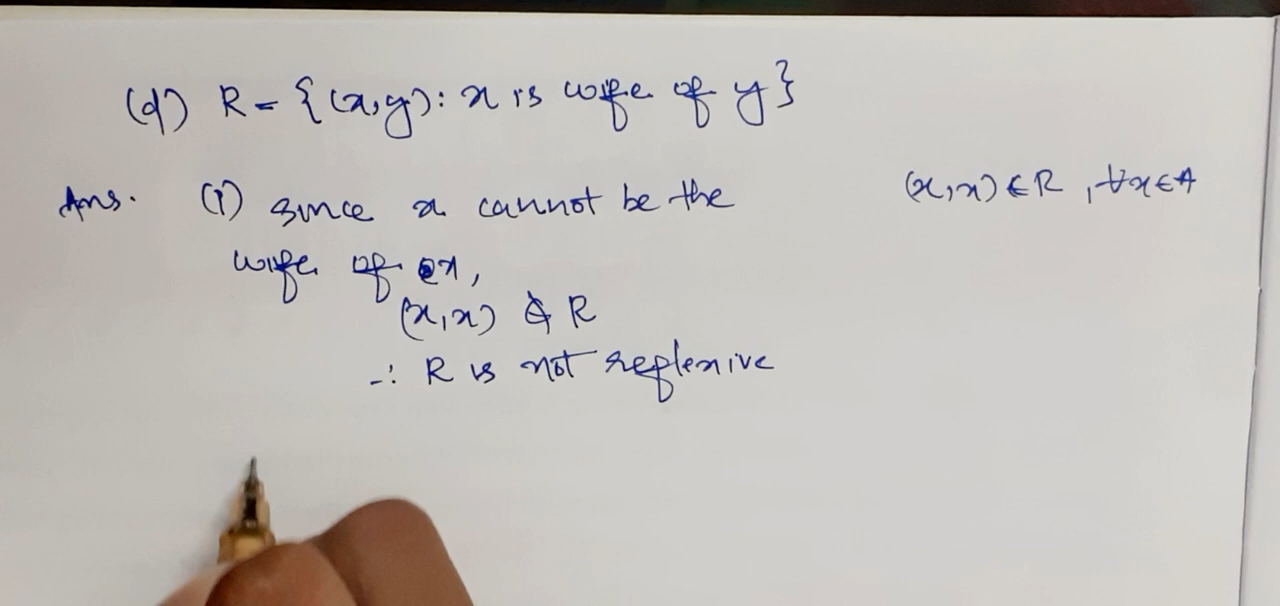 (d) R = {(x,y): x is wife of y}
Ans. (i) since x cannot be the
(x,x) ∈ R, ∀x∈A
wife of x,
(x,x) ∉ R
∴ R is not reflexive